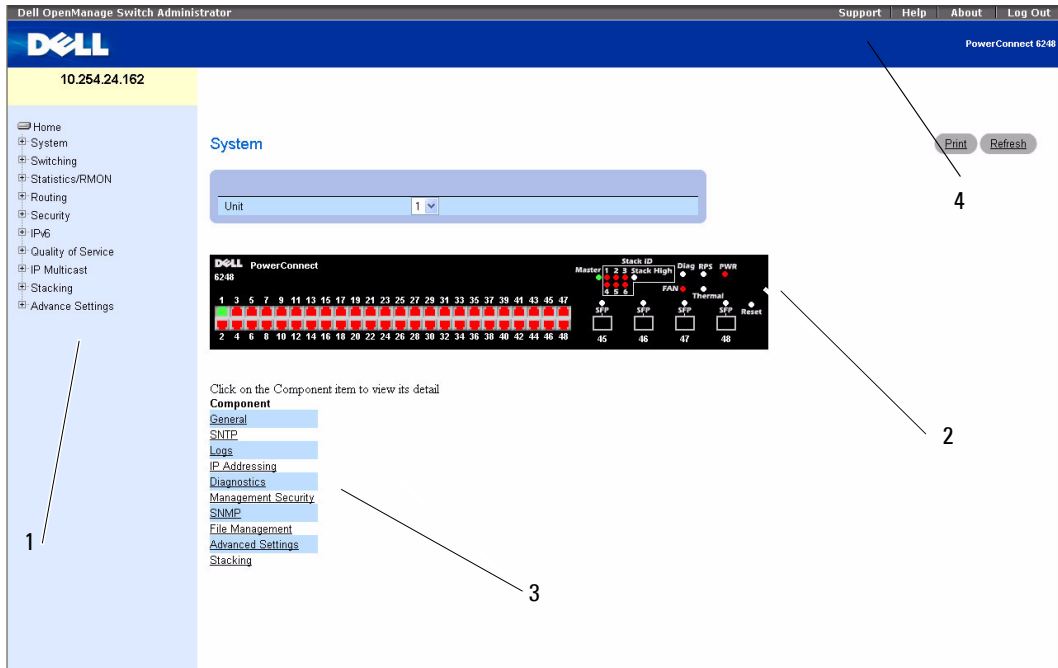 Dell OpenManage Switch Administrator Support Help About Log Out
DELL PowerConnect 6248
10.254.24.162
Home
System
Switching
Statistics/RMON
Routing
Security
IPv6
Quality of Service
IP Multicast
Stacking
Advance Settings
1
System
Print Refresh
4
Unit 1
DELL PowerConnect
6248
Stack ID
Master 1 2 3 Stack High Diag RPS PWR
4 5 6 FAN Thermal
1 3 5 7 9 11 13 15 17 19 21 23 25 27 29 31 33 35 37 39 41 43 45 47
SFP SFP SFP SFP Reset
2 4 6 8 10 12 14 16 18 20 22 24 26 28 30 32 34 36 38 40 42 44 46 48
45 46 47 48
2
Click on the Component item to view its detail
Component
General
SNTP
Logs
IP Addressing
Diagnostics
Management Security
SNMP
File Management
Advanced Settings
Stacking
3